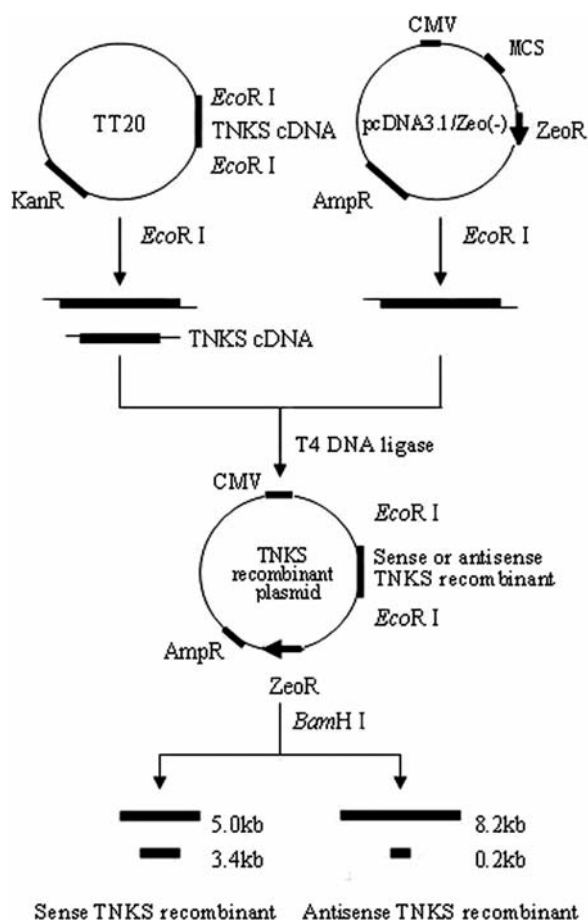 CMV
MCS
EcoR I
TT20
TNKS cDNA
pcDNA3.1/Zeo(-)
ZeoR
EcoR I
KanR
AmpR
EcoR I
EcoR I
TNKS cDNA
T4 DNA ligase
CMV
EcoR I
TNKS
recombinant
plasmid
Sense or antisense
TNKS recombinant
EcoR I
AmpR
ZeoR
BamH I
5.0kb
3.4kb
8.2kb
0.2kb
Sense TNKS recombinant
Antisense TNKS recombinant